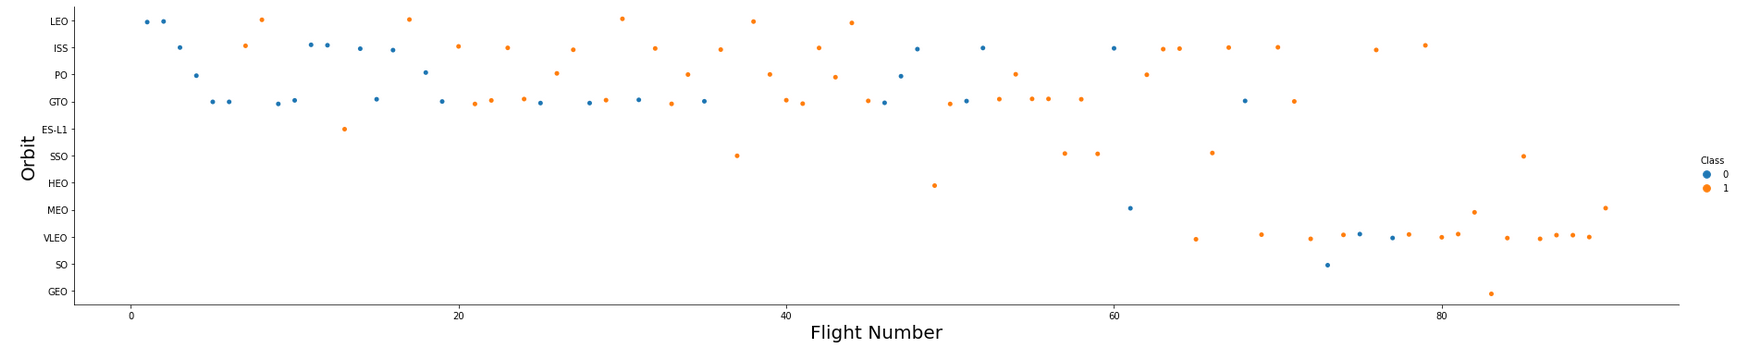 LEO
ISS
PO
GTO
ES-L1
SSO
HEO
MEO
VLEO
SO
GEO
Orbit
0 20 40 60 80
Flight Number
Class
0
1